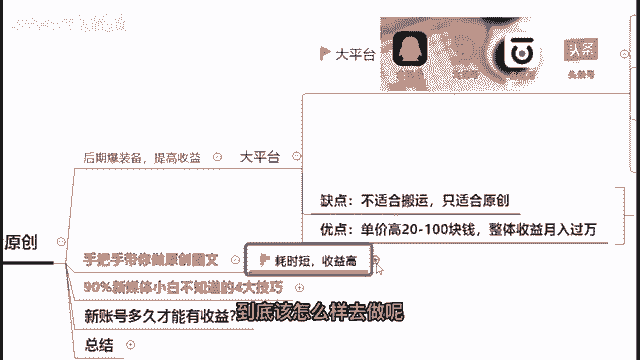 大平台
头条
头条号
后期爆装备，提高收益
大平台
缺点：不适合搬运，只适合原创
优点：单价高20-100块钱，整体收益月入过万
原创
手把手带你做原创图文
耗时短，收益高
90%新媒体小白不知道的4大技巧
新账号多久才能有收益?
到底该怎么样去做呢
总结